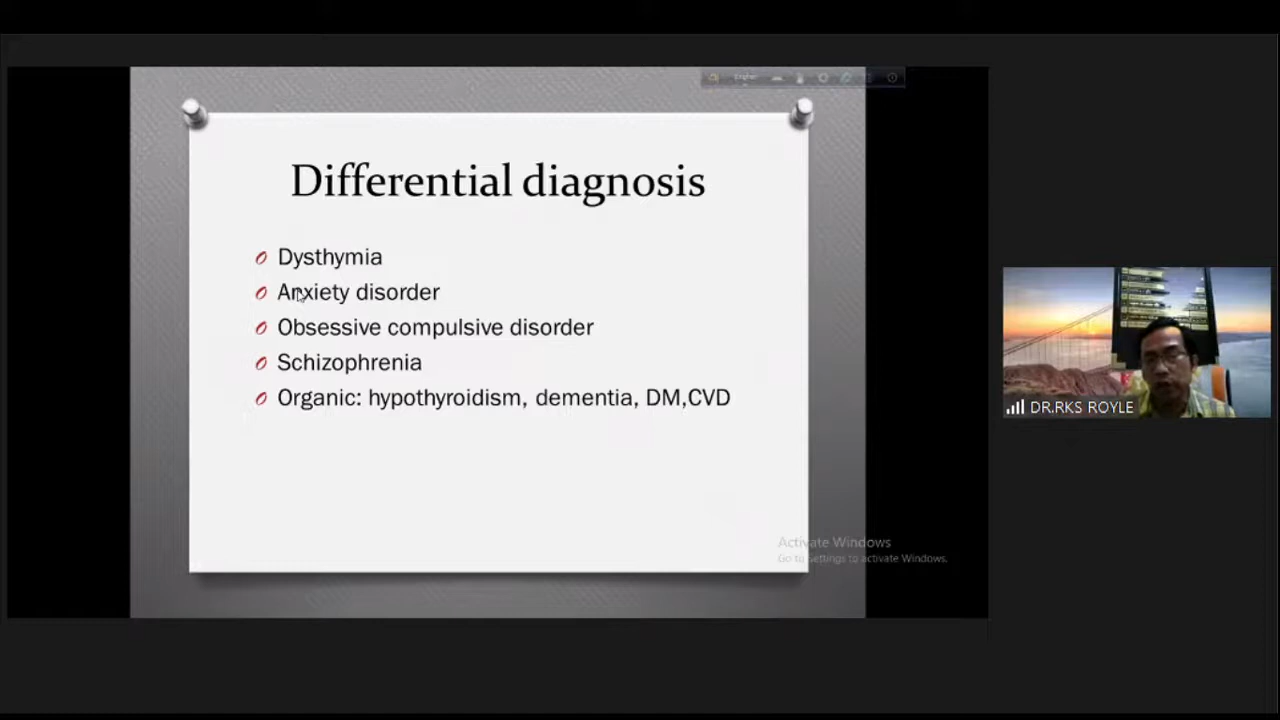 English
Differential diagnosis
Dysthymia
Anxiety disorder
Obsessive compulsive disorder
Schizophrenia
Organic: hypothyroidism, dementia, DM,CVD
DR.RKS ROYLE
Activate Windows
Go to Settings to activate Windows.